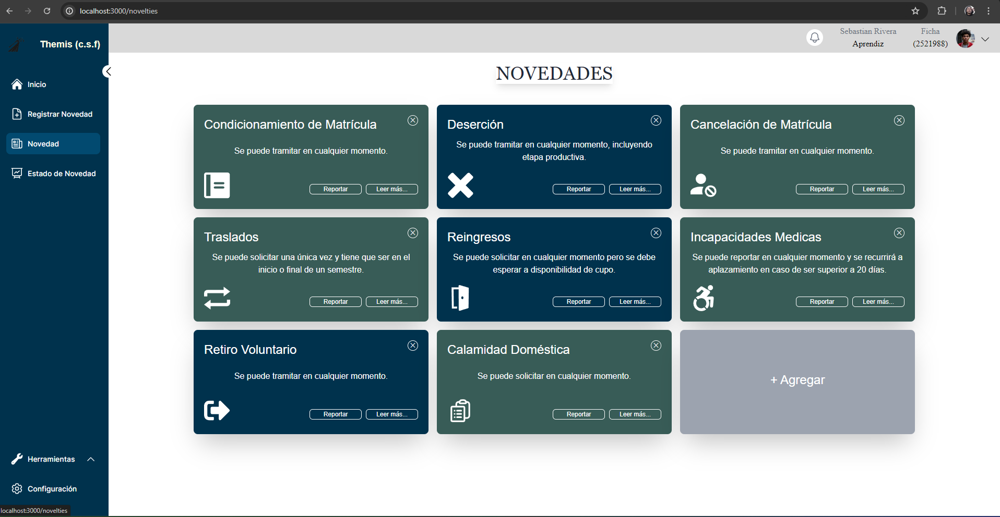 localhost:3000/novelties
Themis (c.s.f)
Sebastian Rivera
Aprendiz
Ficha
(2521988)
Inicio
Registrar Novedad
Novedad
Estado de Novedad
Herramientas
Configuración
localhost:3000/novelties
NOVEDADES
Condicionamiento de Matrícula
Se puede tramitar en cualquier momento.
Reportar
Leer más...
Deserción
Se puede tramitar en cualquier momento, incluyendo
etapa productiva.
Reportar
Leer más...
Cancelación de Matrícula
Se puede tramitar en cualquier momento.
Reportar
Leer más...
Traslados
Se puede solicitar una única vez y tiene que ser en el
inicio o final de un semestre.
Reportar
Leer más...
Reingresos
Se puede solicitar en cualquier momento pero se debe
esperar a disponibilidad de cupo.
Reportar
Leer más...
Incapacidades Medicas
Se puede reportar en cualquier momento y se recurrirá a
aplazamiento en caso de ser superior a 20 días.
Reportar
Leer más...
Retiro Voluntario
Se puede tramitar en cualquier momento.
Reportar
Leer más...
Calamidad Doméstica
Se puede solicitar en cualquier momento.
Reportar
Leer más...
+ Agregar